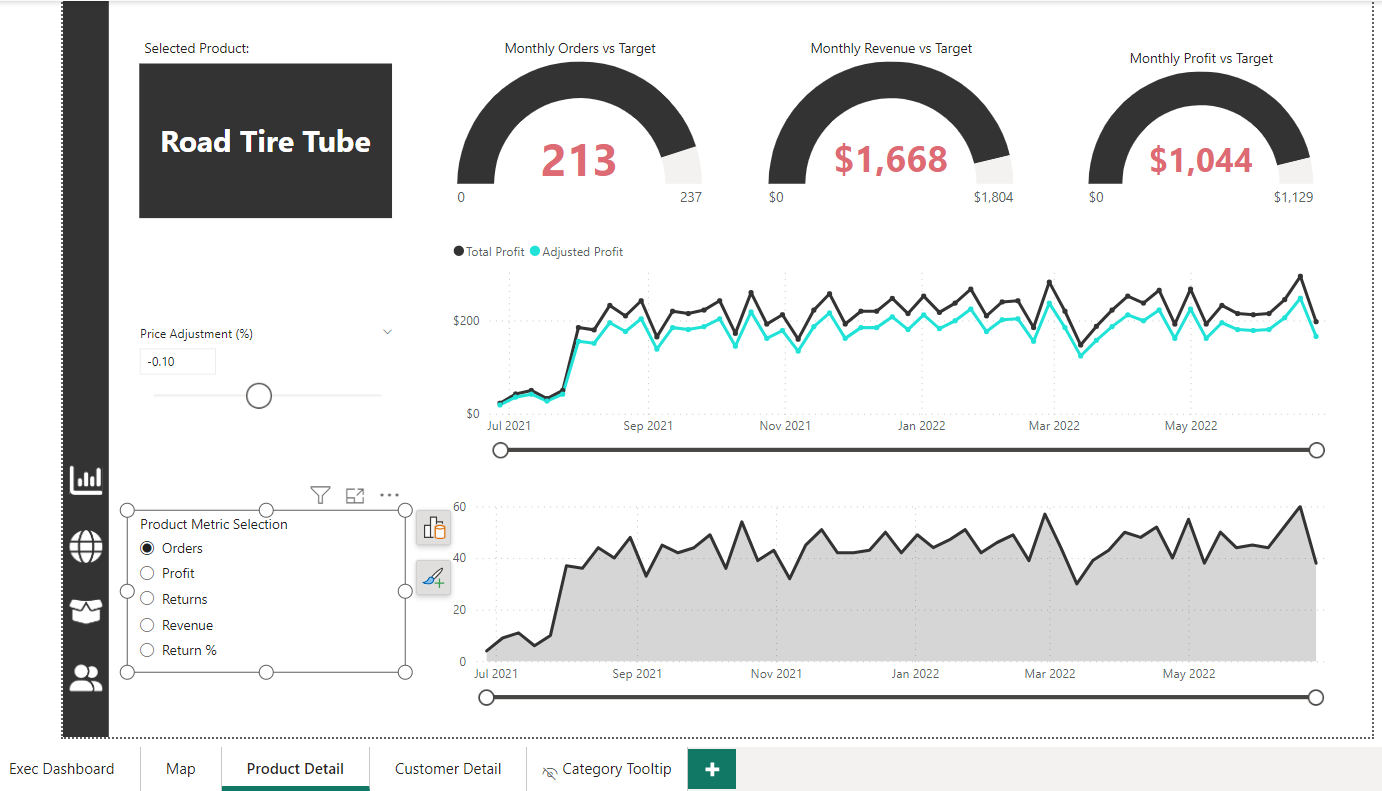 Selected Product:
Road Tire Tube
Monthly Orders vs Target
213
0
237
Monthly Revenue vs Target
$1,668
$0
$1,804
Monthly Profit vs Target
$1,044
$0
$1,129
Price Adjustment (%)
-0.10
Total Profit Adjusted Profit
$200
$0
Jul 2021 Sep 2021 Nov 2021 Jan 2022 Mar 2022 May 2022
Product Metric Selection
Orders
Profit
Returns
Revenue
Return %
60
40
20
0
Jul 2021 Sep 2021 Nov 2021 Jan 2022 Mar 2022 May 2022
Exec Dashboard Map Product Detail Customer Detail Category Tooltip +